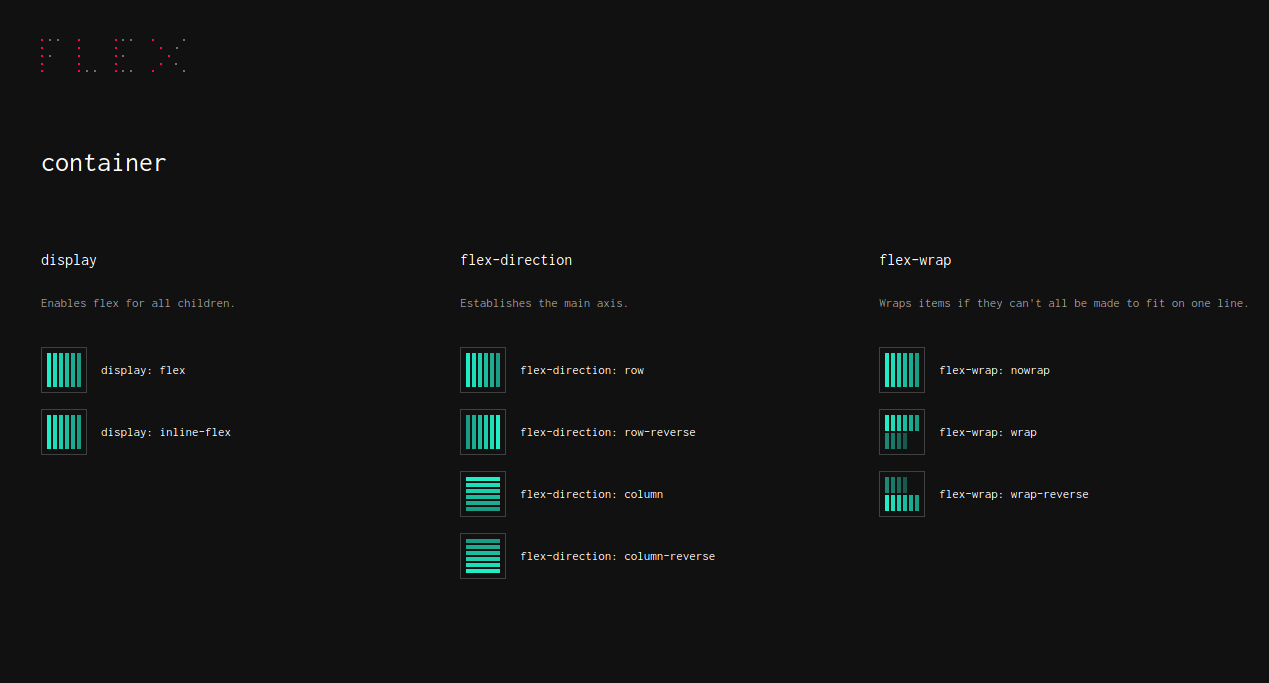 FLEX
container
display
Enables flex for all children.
display: flex
display: inline-flex
flex-direction
Establishes the main axis.
flex-direction: row
flex-direction: row-reverse
flex-direction: column
flex-direction: column-reverse
flex-wrap
Wraps items if they can't all be made to fit on one line.
flex-wrap: nowrap
flex-wrap: wrap
flex-wrap: wrap-reverse